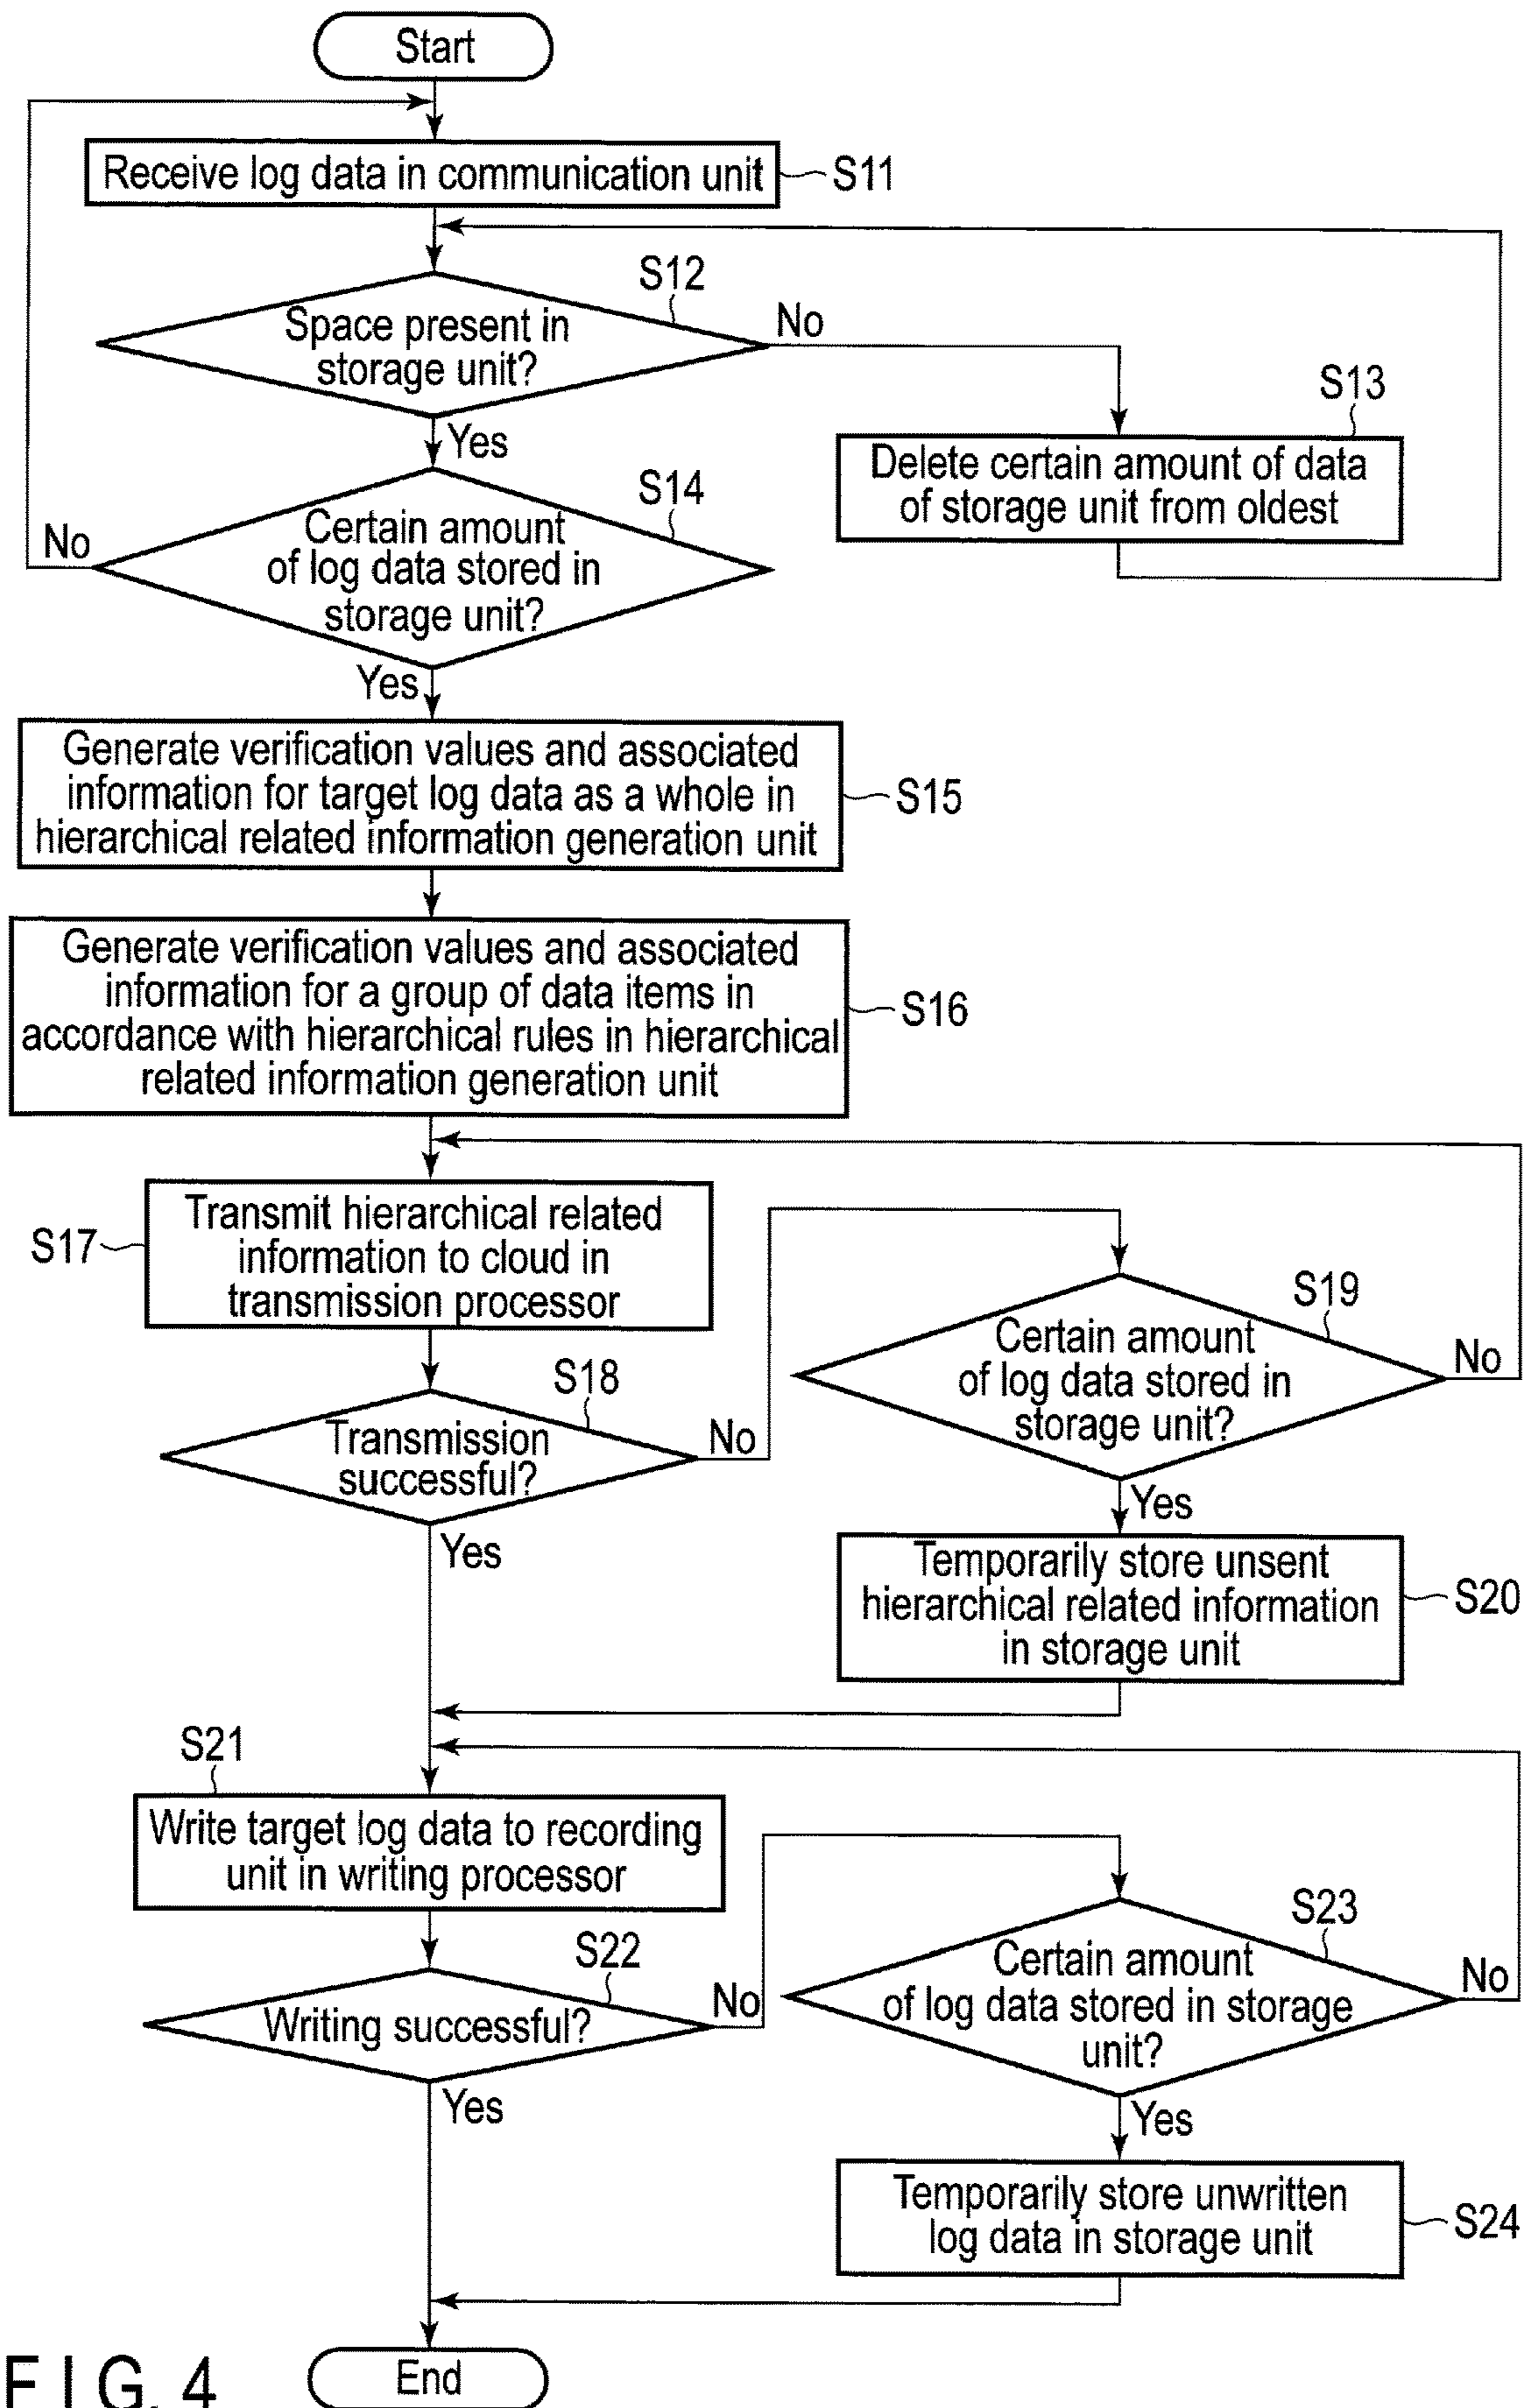 Start
Receive log data in communication unit
S11
S12
Space present in
storage unit?
No
Yes
S13
Delete certain amount of data
of storage unit from oldest
S14
Certain amount
of log data stored in
storage unit?
No
Yes
Generate verification values and associated
information for target log data as a whole in
hierarchical related information generation unit
S15
Generate verification values and associated
information for a group of data items in
accordance with hierarchical rules in hierarchical
related information generation unit
S16
S17
Transmit hierarchical related
information to cloud in
transmission processor
S18
Transmission
successful?
No
Yes
S19
Certain amount
of log data stored in
storage unit?
No
Yes
Temporarily store unsent
hierarchical related information
in storage unit
S20
S21
Write target log data to recording
unit in writing processor
S22
Writing successful?
No
Yes
S23
Certain amount
of log data stored in storage
unit?
No
Yes
Temporarily store unwritten
log data in storage unit
S24
End
FIG. 4